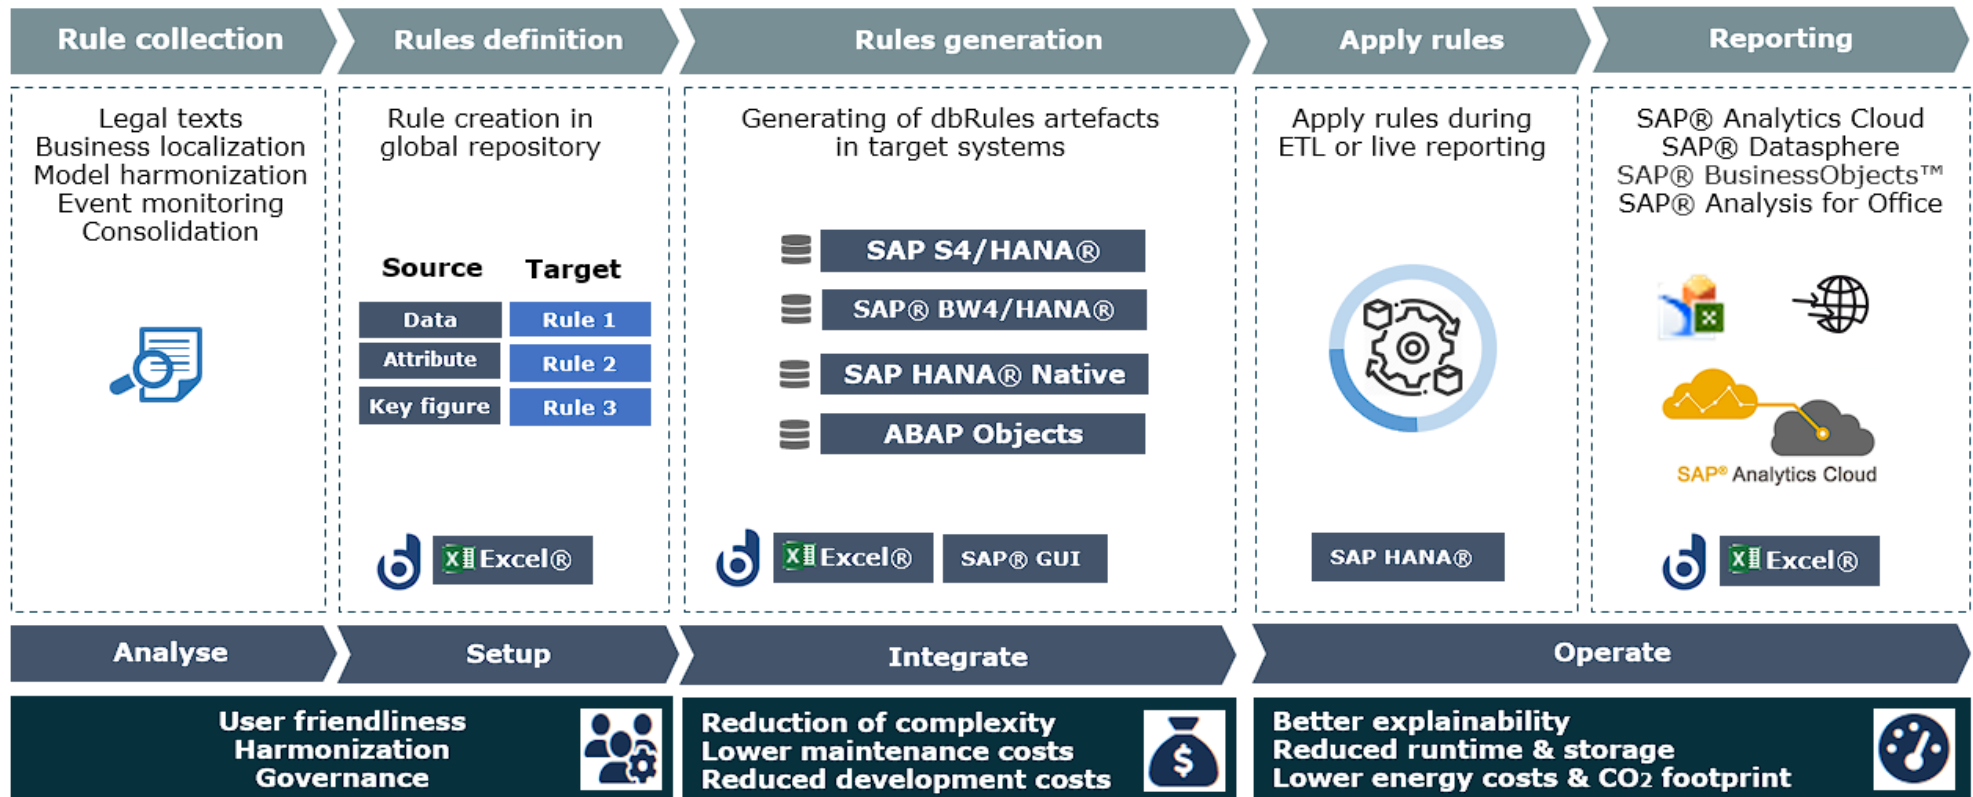 Rule collection
Rules definition
Rules generation
Apply rules
Reporting
Legal texts
Business localization
Model harmonization
Event monitoring
Consolidation
Rule creation in
global repository
Source Target
Data Rule 1
Attribute Rule 2
Key figure Rule 3
Excel®
Generating of dbRules artefacts
in target systems
SAP S4/HANA®
SAP® BW4/HANA®
SAP HANA® Native
ABAP Objects
Excel® SAP® GUI
Apply rules during
ETL or live reporting
SAP HANA®
SAP® Analytics Cloud
SAP® Datasphere
SAP® BusinessObjects™
SAP® Analysis for Office
SAP® Analytics Cloud
Excel®
Analyse
Setup
Integrate
Operate
User friendliness
Harmonization
Governance
Reduction of complexity
Lower maintenance costs
Reduced development costs
Better explainability
Reduced runtime & storage
Lower energy costs & CO2 footprint